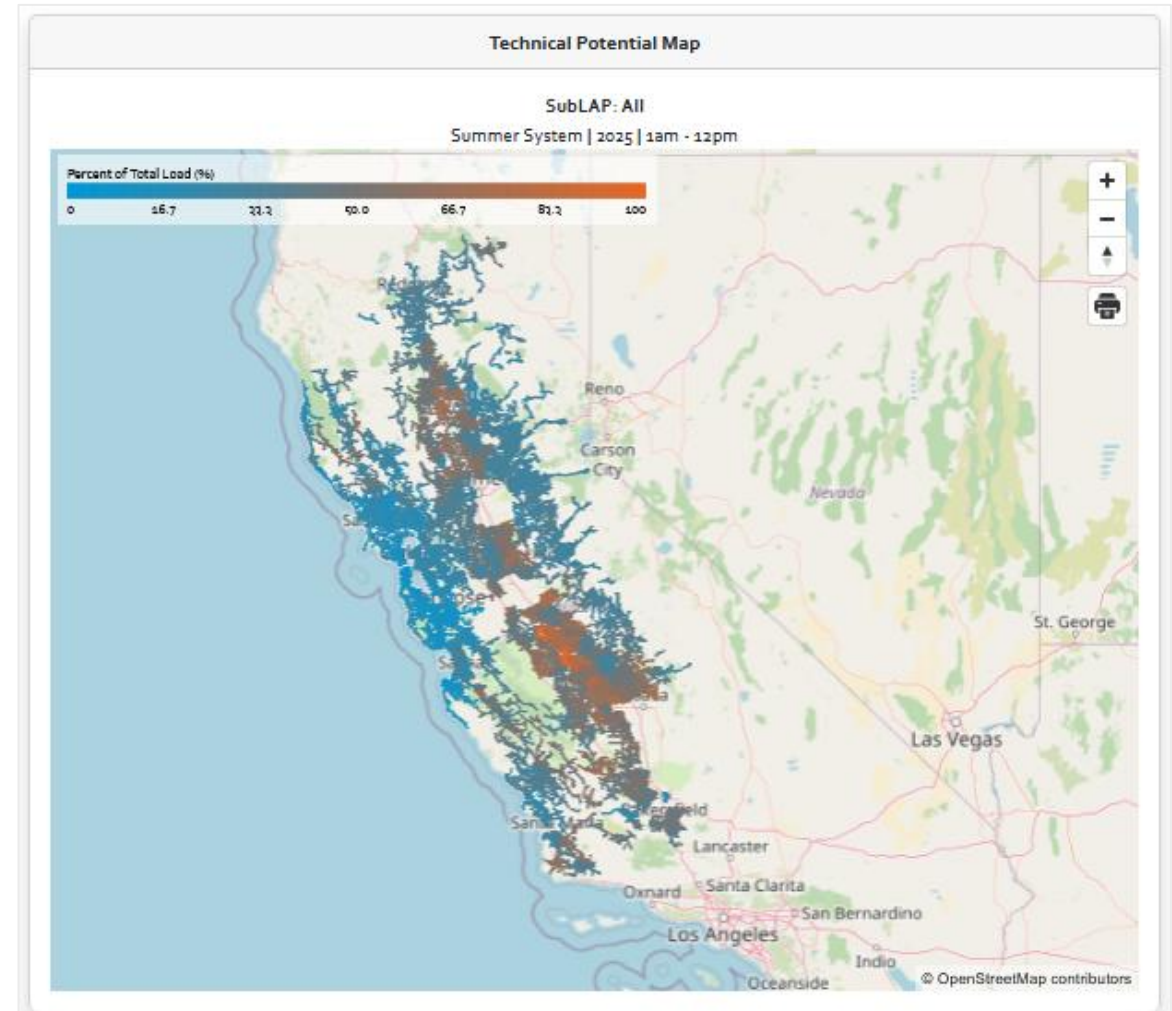 Technical Potential Map
SubLAP: All
Summer System | 2025 | 1am - 12pm
Percent of Total Load (%)
0 16.7 33.3 50.0 66.7 83.3 100
+
−
Reno
Carson
City
Nevada
St. George
Las Vegas
Lancaster
Oxnard
Santa Clarita
San Bernardino
Los Angeles
Indio
Oceanside
© OpenStreetMap contributors